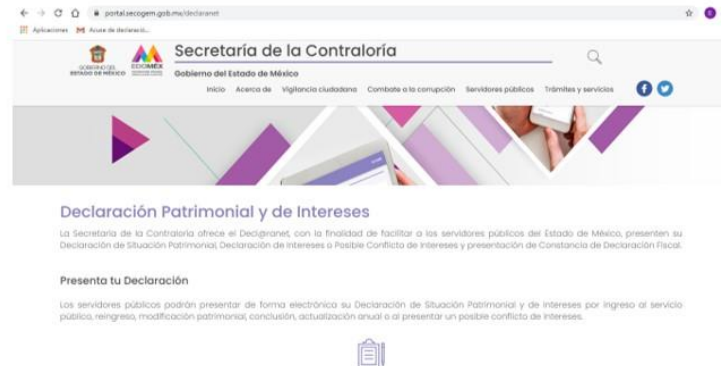 portal.secogem.gob.mx/declaranet
Aplicaciones Acuse de declaraci...
Secretaría de la Contraloría
GOBIERNO DEL
ESTADO DE MÉXICO
EDOMÉX
Gobierno del Estado de México
Inicio Acerca de Vigilancia ciudadana Combate a la corrupción Servidores públicos Trámites y servicios
Declaración Patrimonial y de Intereses
La Secretaría de la Contraloría ofrece el Decl@ranet, con la finalidad de facilitar a los servidores públicos del Estado de México, presenten su
Declaración de Situación Patrimonial, Declaración de Intereses o Posible Conflicto de Intereses y presentación de Constancia de Declaración Fiscal.
Presenta tu Declaración
Los servidores públicos podrán presentar de forma electrónica su Declaración de Situación Patrimonial y de Intereses por ingreso al servicio
público, reingreso, modificación patrimonial, conclusión, actualización anual o al presentar un posible conflicto de intereses.